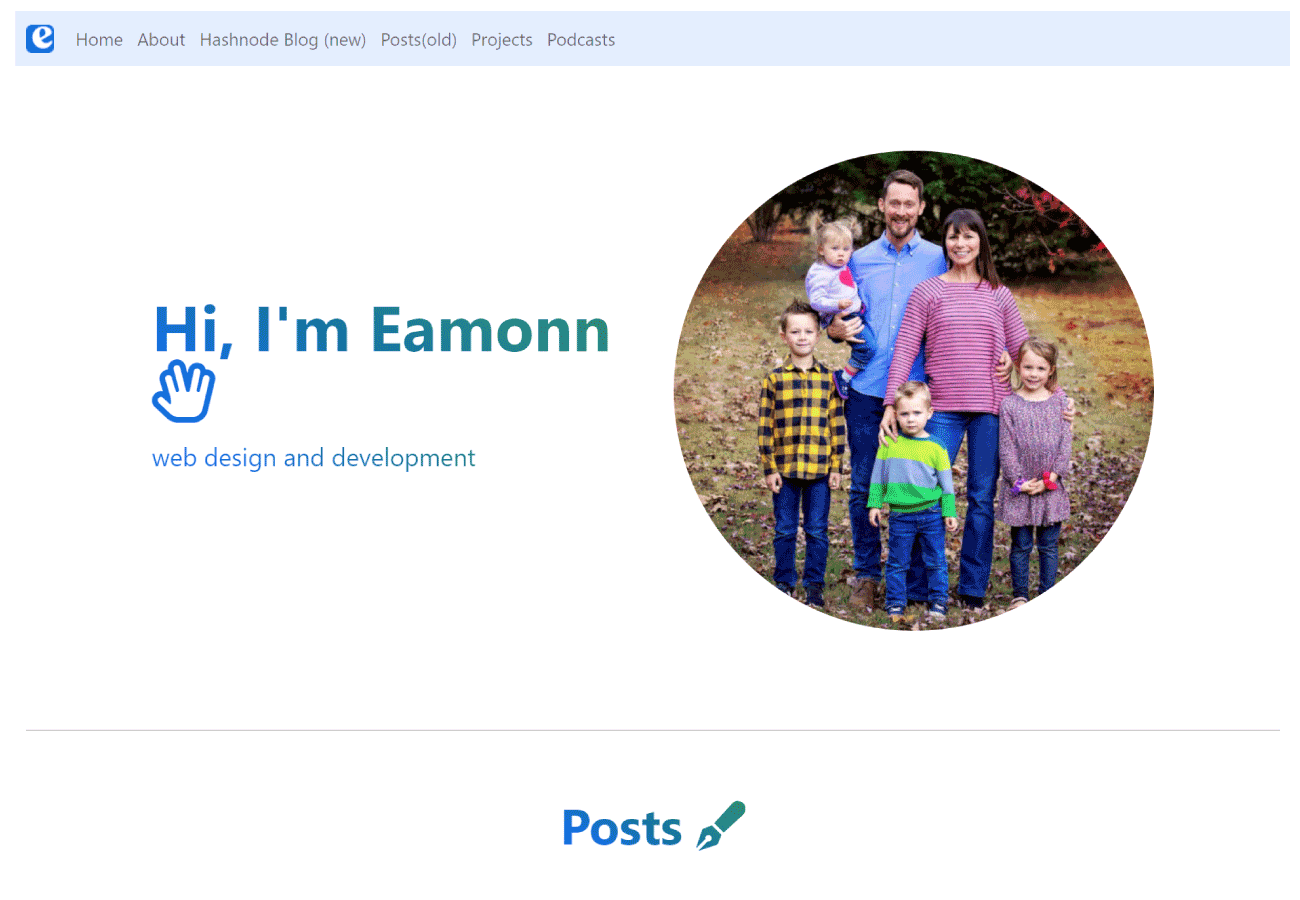 e
Home About Hashnode Blog (new) Posts(old) Projects Podcasts
Hi, I'm Eamonn
web design and development
Posts